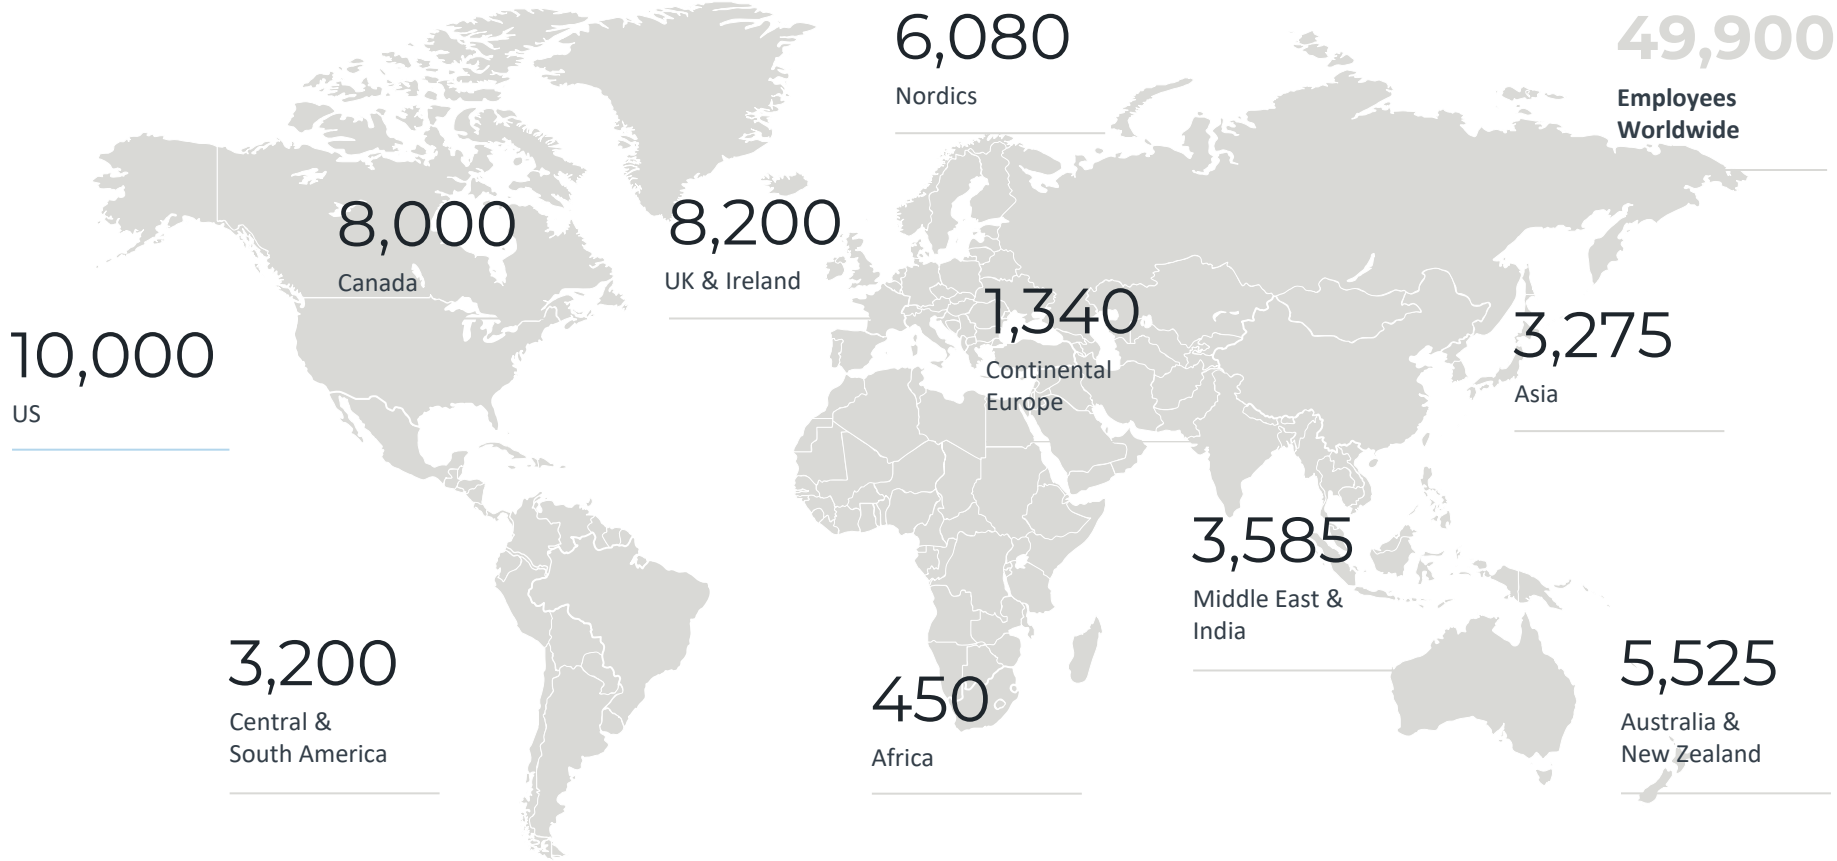 6,080
Nordics
49,900
Employees
Worldwide
8,000
Canada
8,200
UK & Ireland
1,340
Continental
Europe
10,000
US
3,275
Asia
3,585
Middle East &
India
3,200
Central &
South America
450
Africa
5,525
Australia &
New Zealand